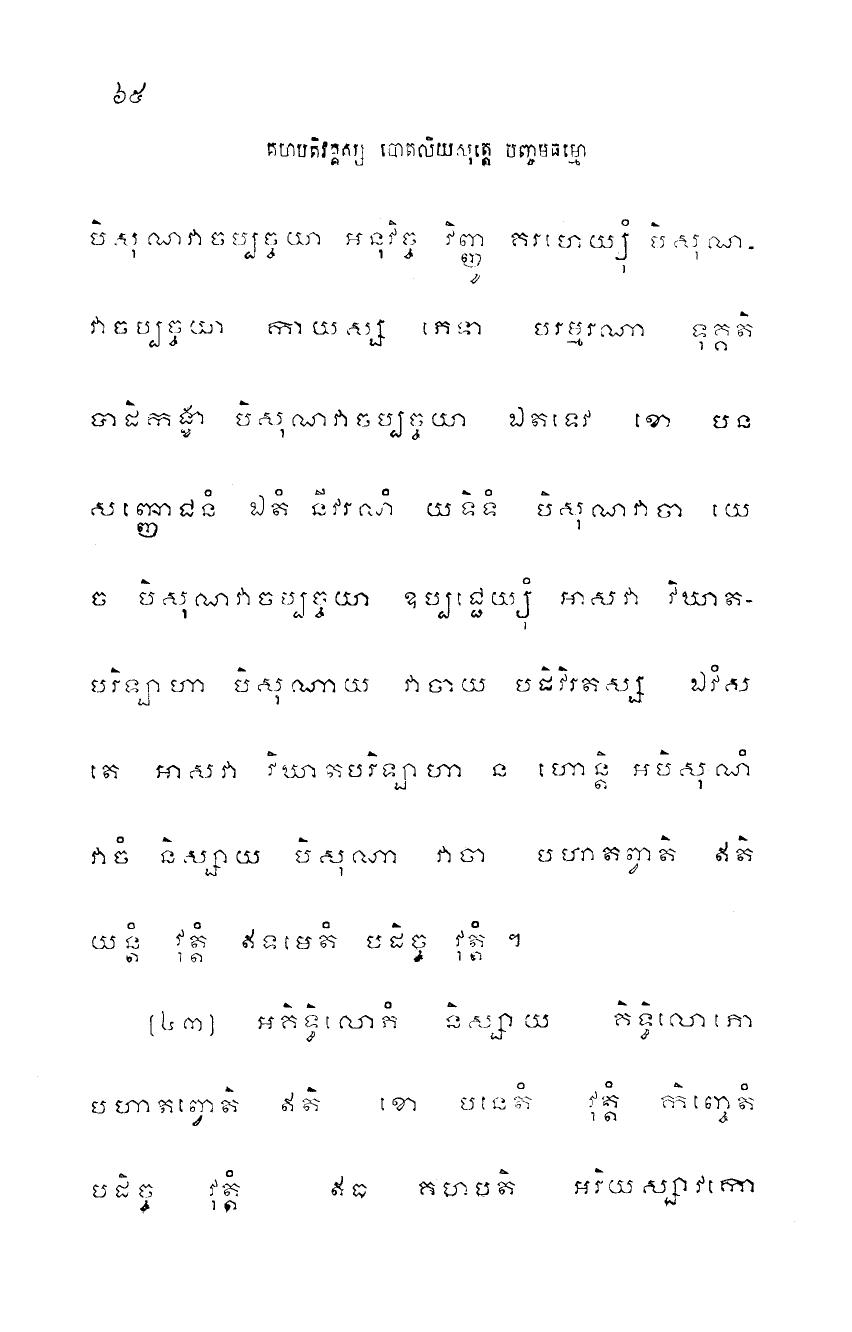 ៦៥
គហបតិវគ្គស្ស បោតលិយសុត្តេ បញ្ចមធម្មោ
បិសុណវាចប្បច្ចយា អនុវិច្ច វិញ្ញូ គរហេយ្យុំ បិសុណ-
វាចប្បច្ចយា កាយស្ស ភេទា បរម្មរណា ទុគ្គតិ
បាដិកង្ខា បិសុណវាចប្បច្ចយា ឯតទេវ ខោ បន
សញ្ញោជនំ ឯតំ នីវរណំ យទិទំ បិសុណវាចា យេ
ច បិសុណវាចប្បច្ចយា ឧប្បជ្ជេយ្យុំ អាសវា វិឃាត-
បរិឡាហា បិសុណាយ វាចាយ បដិវិរតស្ស ឯវំស
តេ អាសវា វិឃាតបរិឡាហា ន ហោន្តិ អបិសុណំ
វាចំ និស្សាយ បិសុណា វាចា បហាតព្វាតិ ឥតិ
យន្តំ វុត្តំ ឥទមេតំ បដិច្ច វុត្តំ ។
(៤៣) អគិទ្ធិលោភំ និស្សាយ គិទ្ធិលោភោ
បហាតព្វោតិ ឥតិ ខោ បនេតំ វុត្តំ កិញ្ចេតំ
បដិច្ច វុត្តំ ឥធ គហបតិ អរិយស្សាវកោ